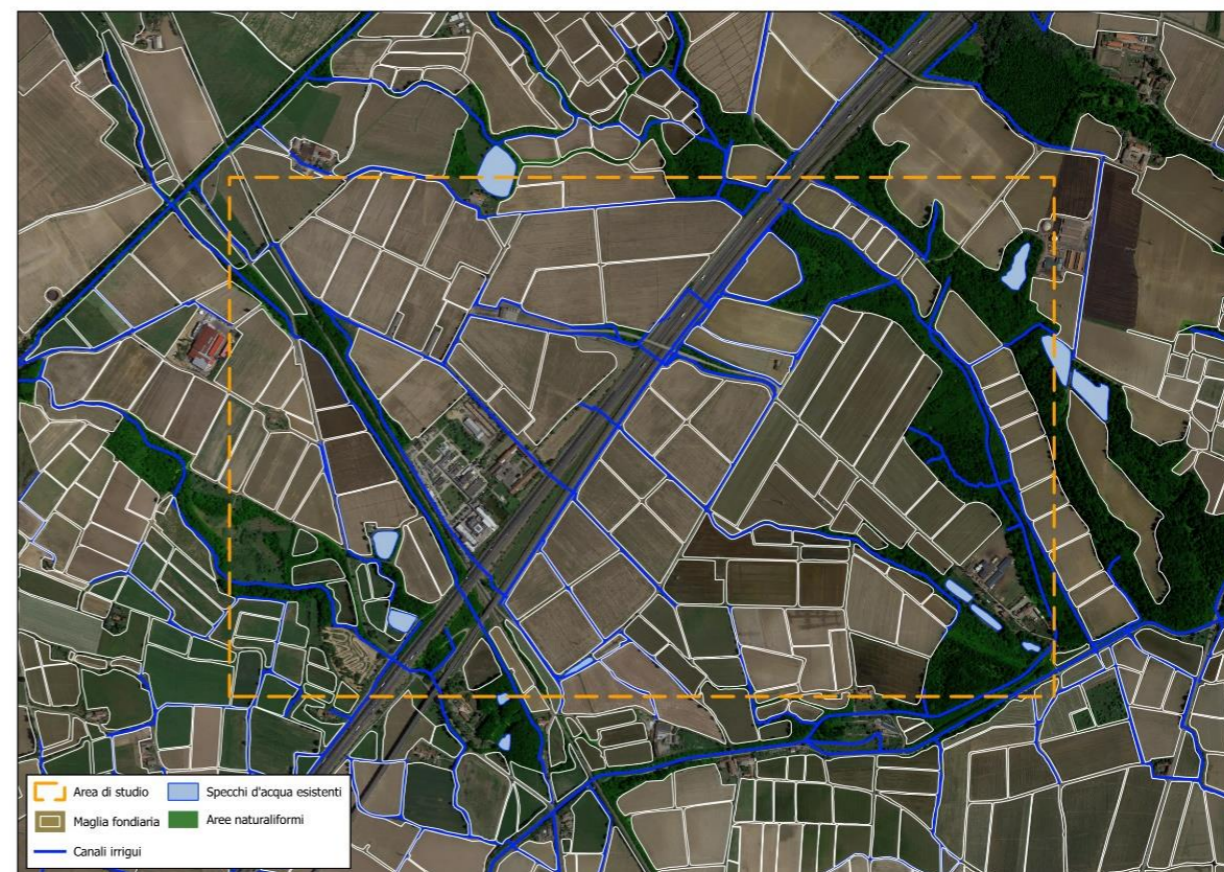 Area di studio
Specchi d'acqua esistenti
Maglia fondiaria
Aree naturaliformi
Canali irrigui